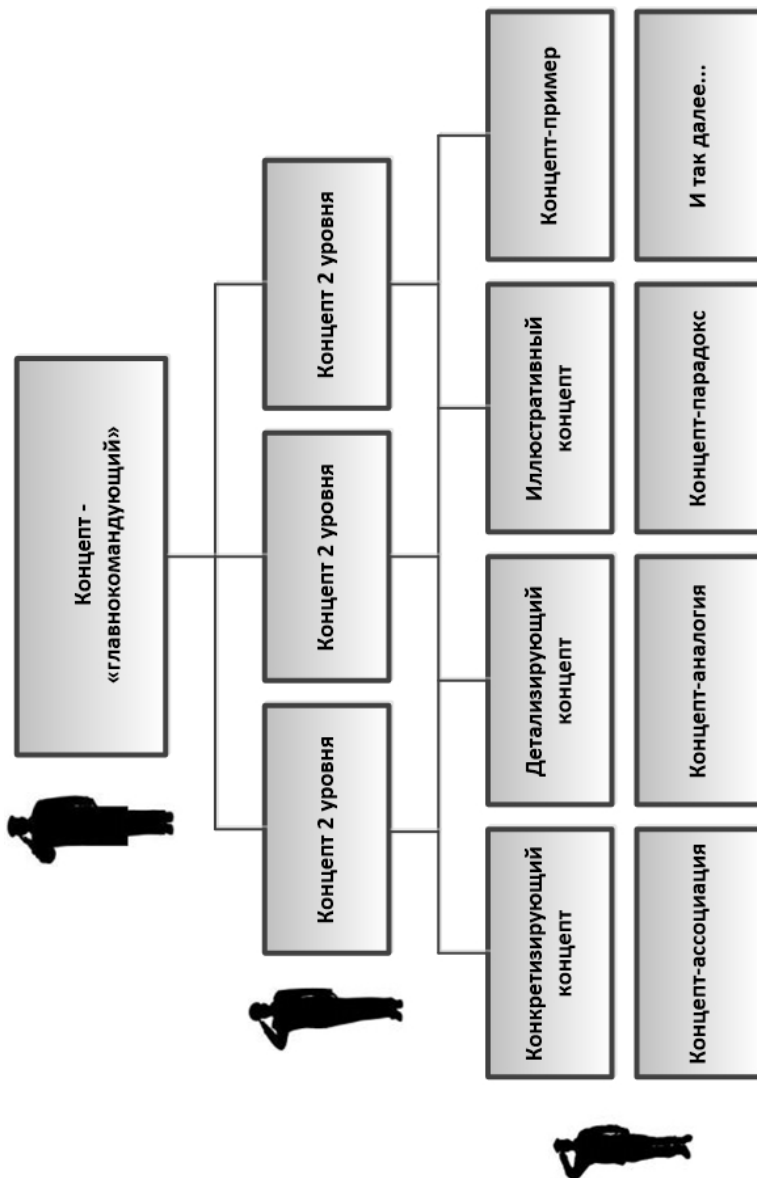 Концепт -
«главнокомандующий»
Концепт 2 уровня
Концепт 2 уровня
Концепт 2 уровня
Конкретизирующий
концепт
Детализирующий
концепт
Иллюстративный
концепт
Концепт-пример
Концепт-ассоциация
Концепт-аналогия
Концепт-парадокс
И так далее...